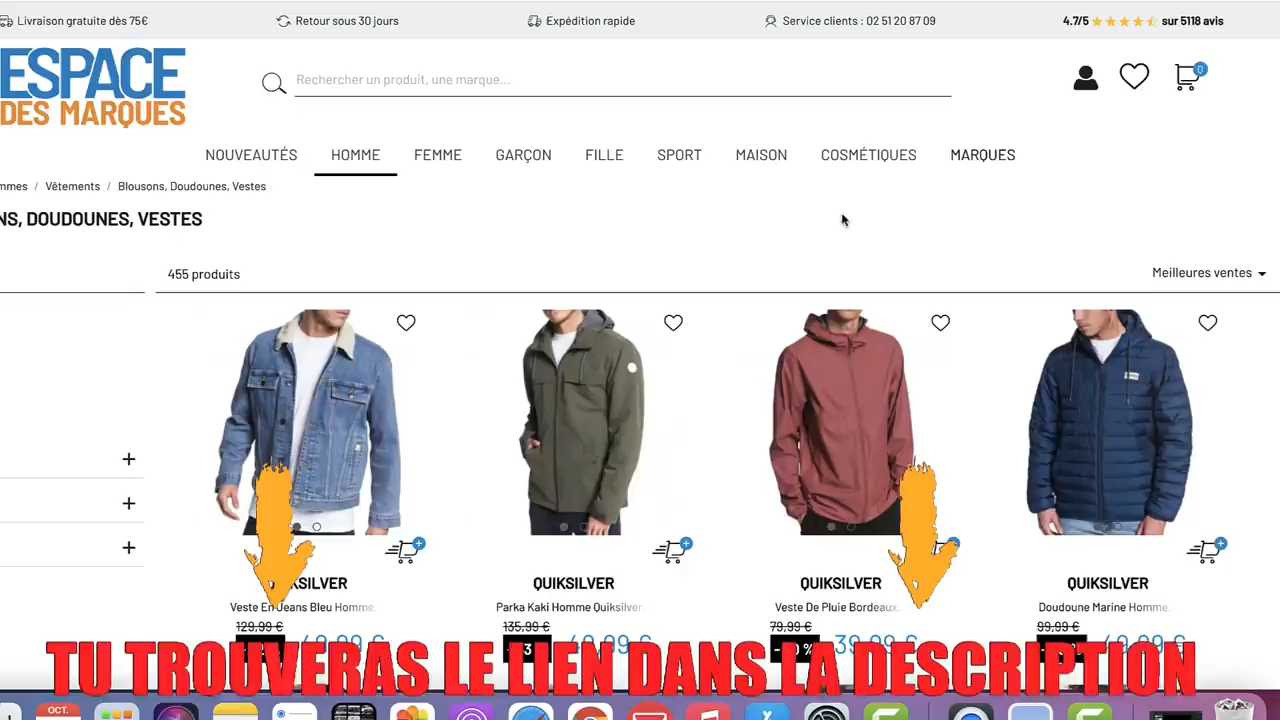 Livraison gratuite dès 75€ Retour sous 30 jours Expédition rapide Service clients : 02 51 20 87 09 4.7/5 sur 5118 avis
ESPACE
DES MARQUES
Rechercher un produit, une marque...
0
NOUVEAUTÉS HOMME FEMME GARÇON FILLE SPORT MAISON COSMÉTIQUES MARQUES
/ Vêtements / Blousons, Doudounes, Vestes
DOUDOUNES, VESTES
455 produits Meilleures ventes
QUIKSILVER QUIKSILVER QUIKSILVER
Veste En Jeans Bleu Homme. Parka Kaki Homme Quiksilver. Veste De Pluie Bordeaux. Doudoune Marine Homme.
129,99 € 135,99 € 79,99 € 99,99 €
TU TROUVERAS LE LIEN DANS LA DESCRIPTION
OCT.